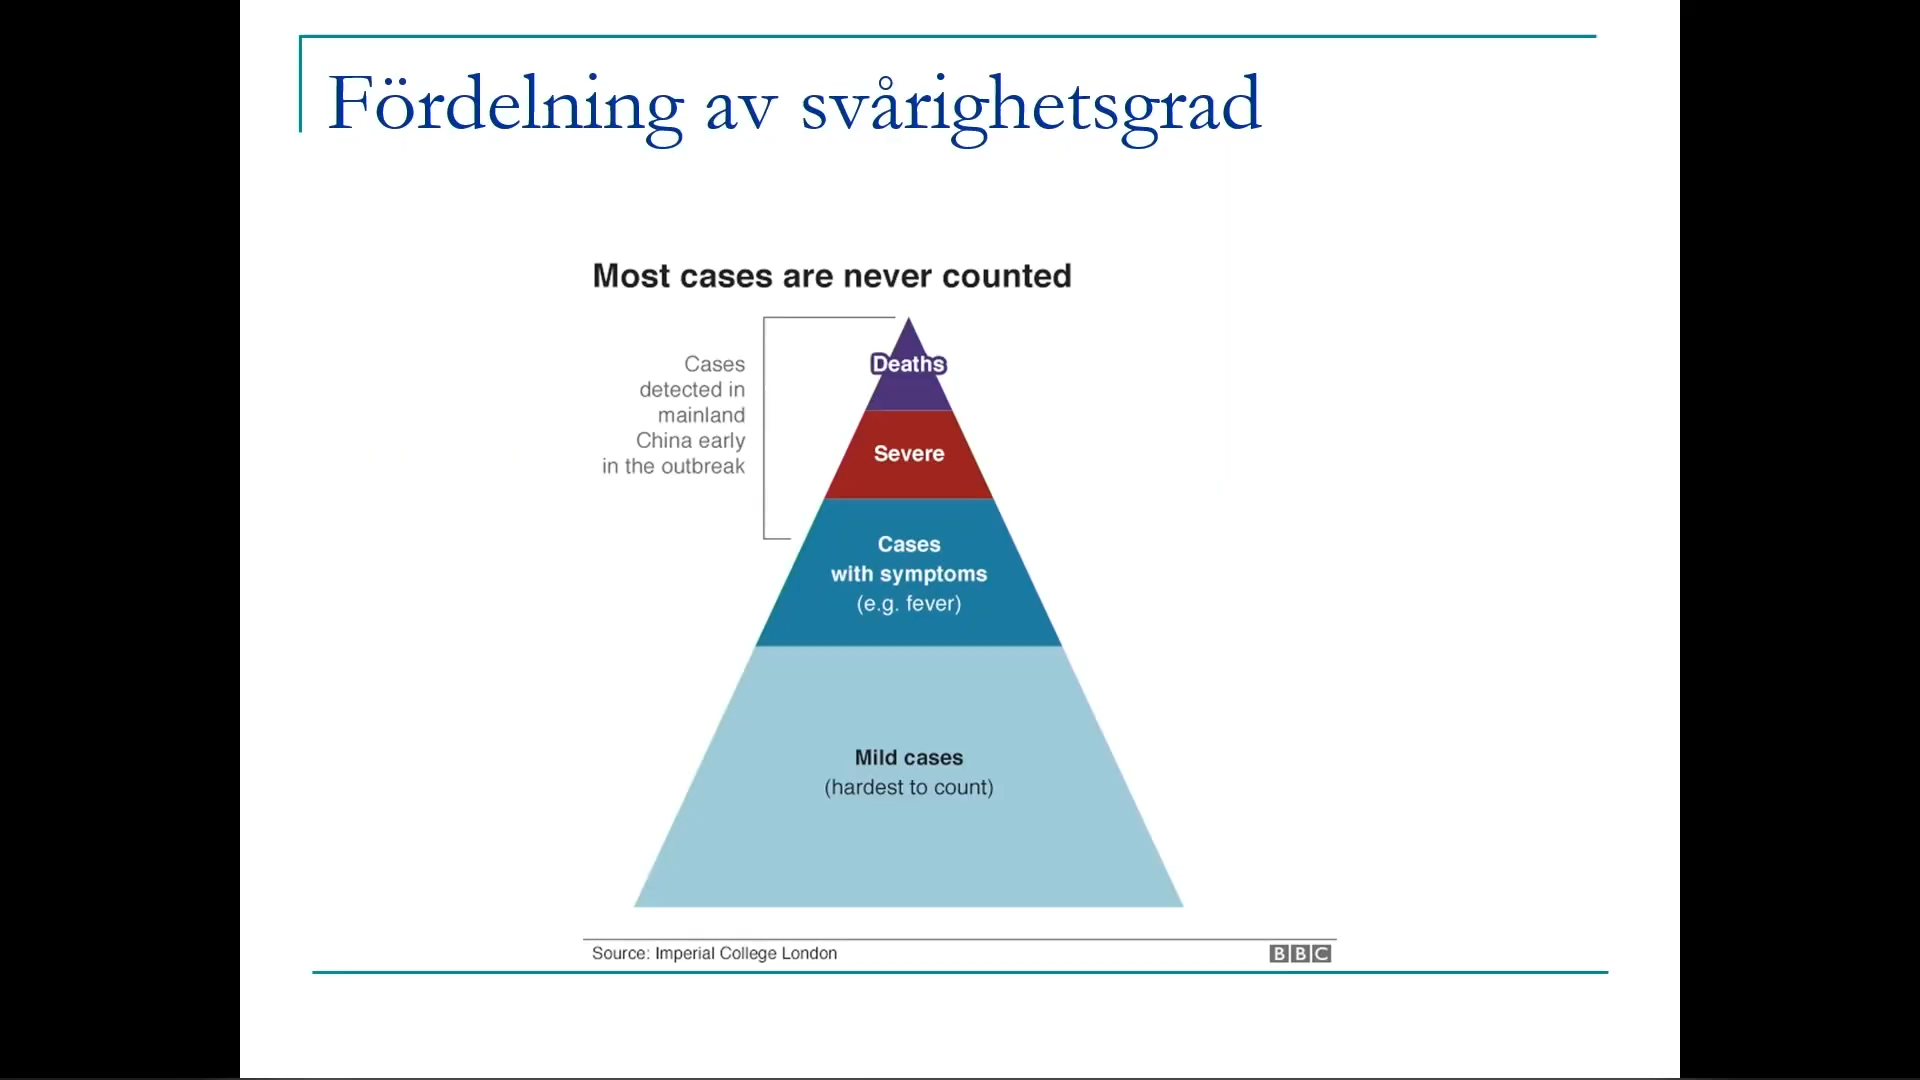 Fördelning av svårighetsgrad
Most cases are never counted
Cases
detected in
mainland
China early
in the outbreak
Deaths
Severe
Cases
with symptoms
(e.g. fever)
Mild cases
(hardest to count)
Source: Imperial College London
BBC